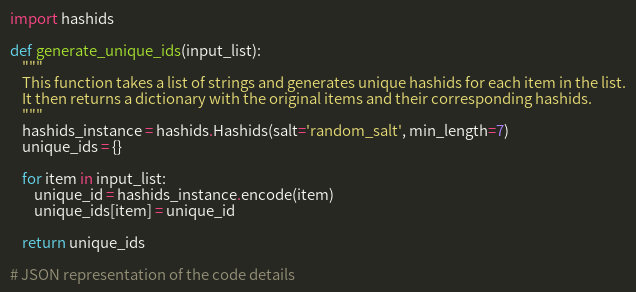 import hashids
def generate_unique_ids(input_list):
"""
This function takes a list of strings and generates unique hashids for each item in the list.
It then returns a dictionary with the original items and their corresponding hashids.
"""
hashids_instance = hashids.Hashids(salt='random_salt', min_length=7)
unique_ids = {}
for item in input_list:
unique_id = hashids_instance.encode(item)
unique_ids[item] = unique_id
return unique_ids
# JSON representation of the code details